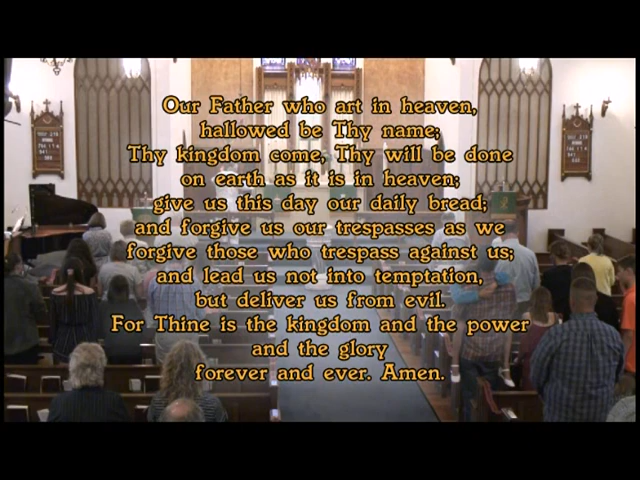 Our Father who art in heaven,
hallowed be Thy name;
Thy kingdom come, Thy will be done
on earth as it is in heaven;
give us this day our daily bread;
and forgive us our trespasses as we
forgive those who trespass against us;
and lead us not into temptation,
but deliver us from evil.
For Thine is the kingdom and the power
and the glory
forever and ever. Amen.